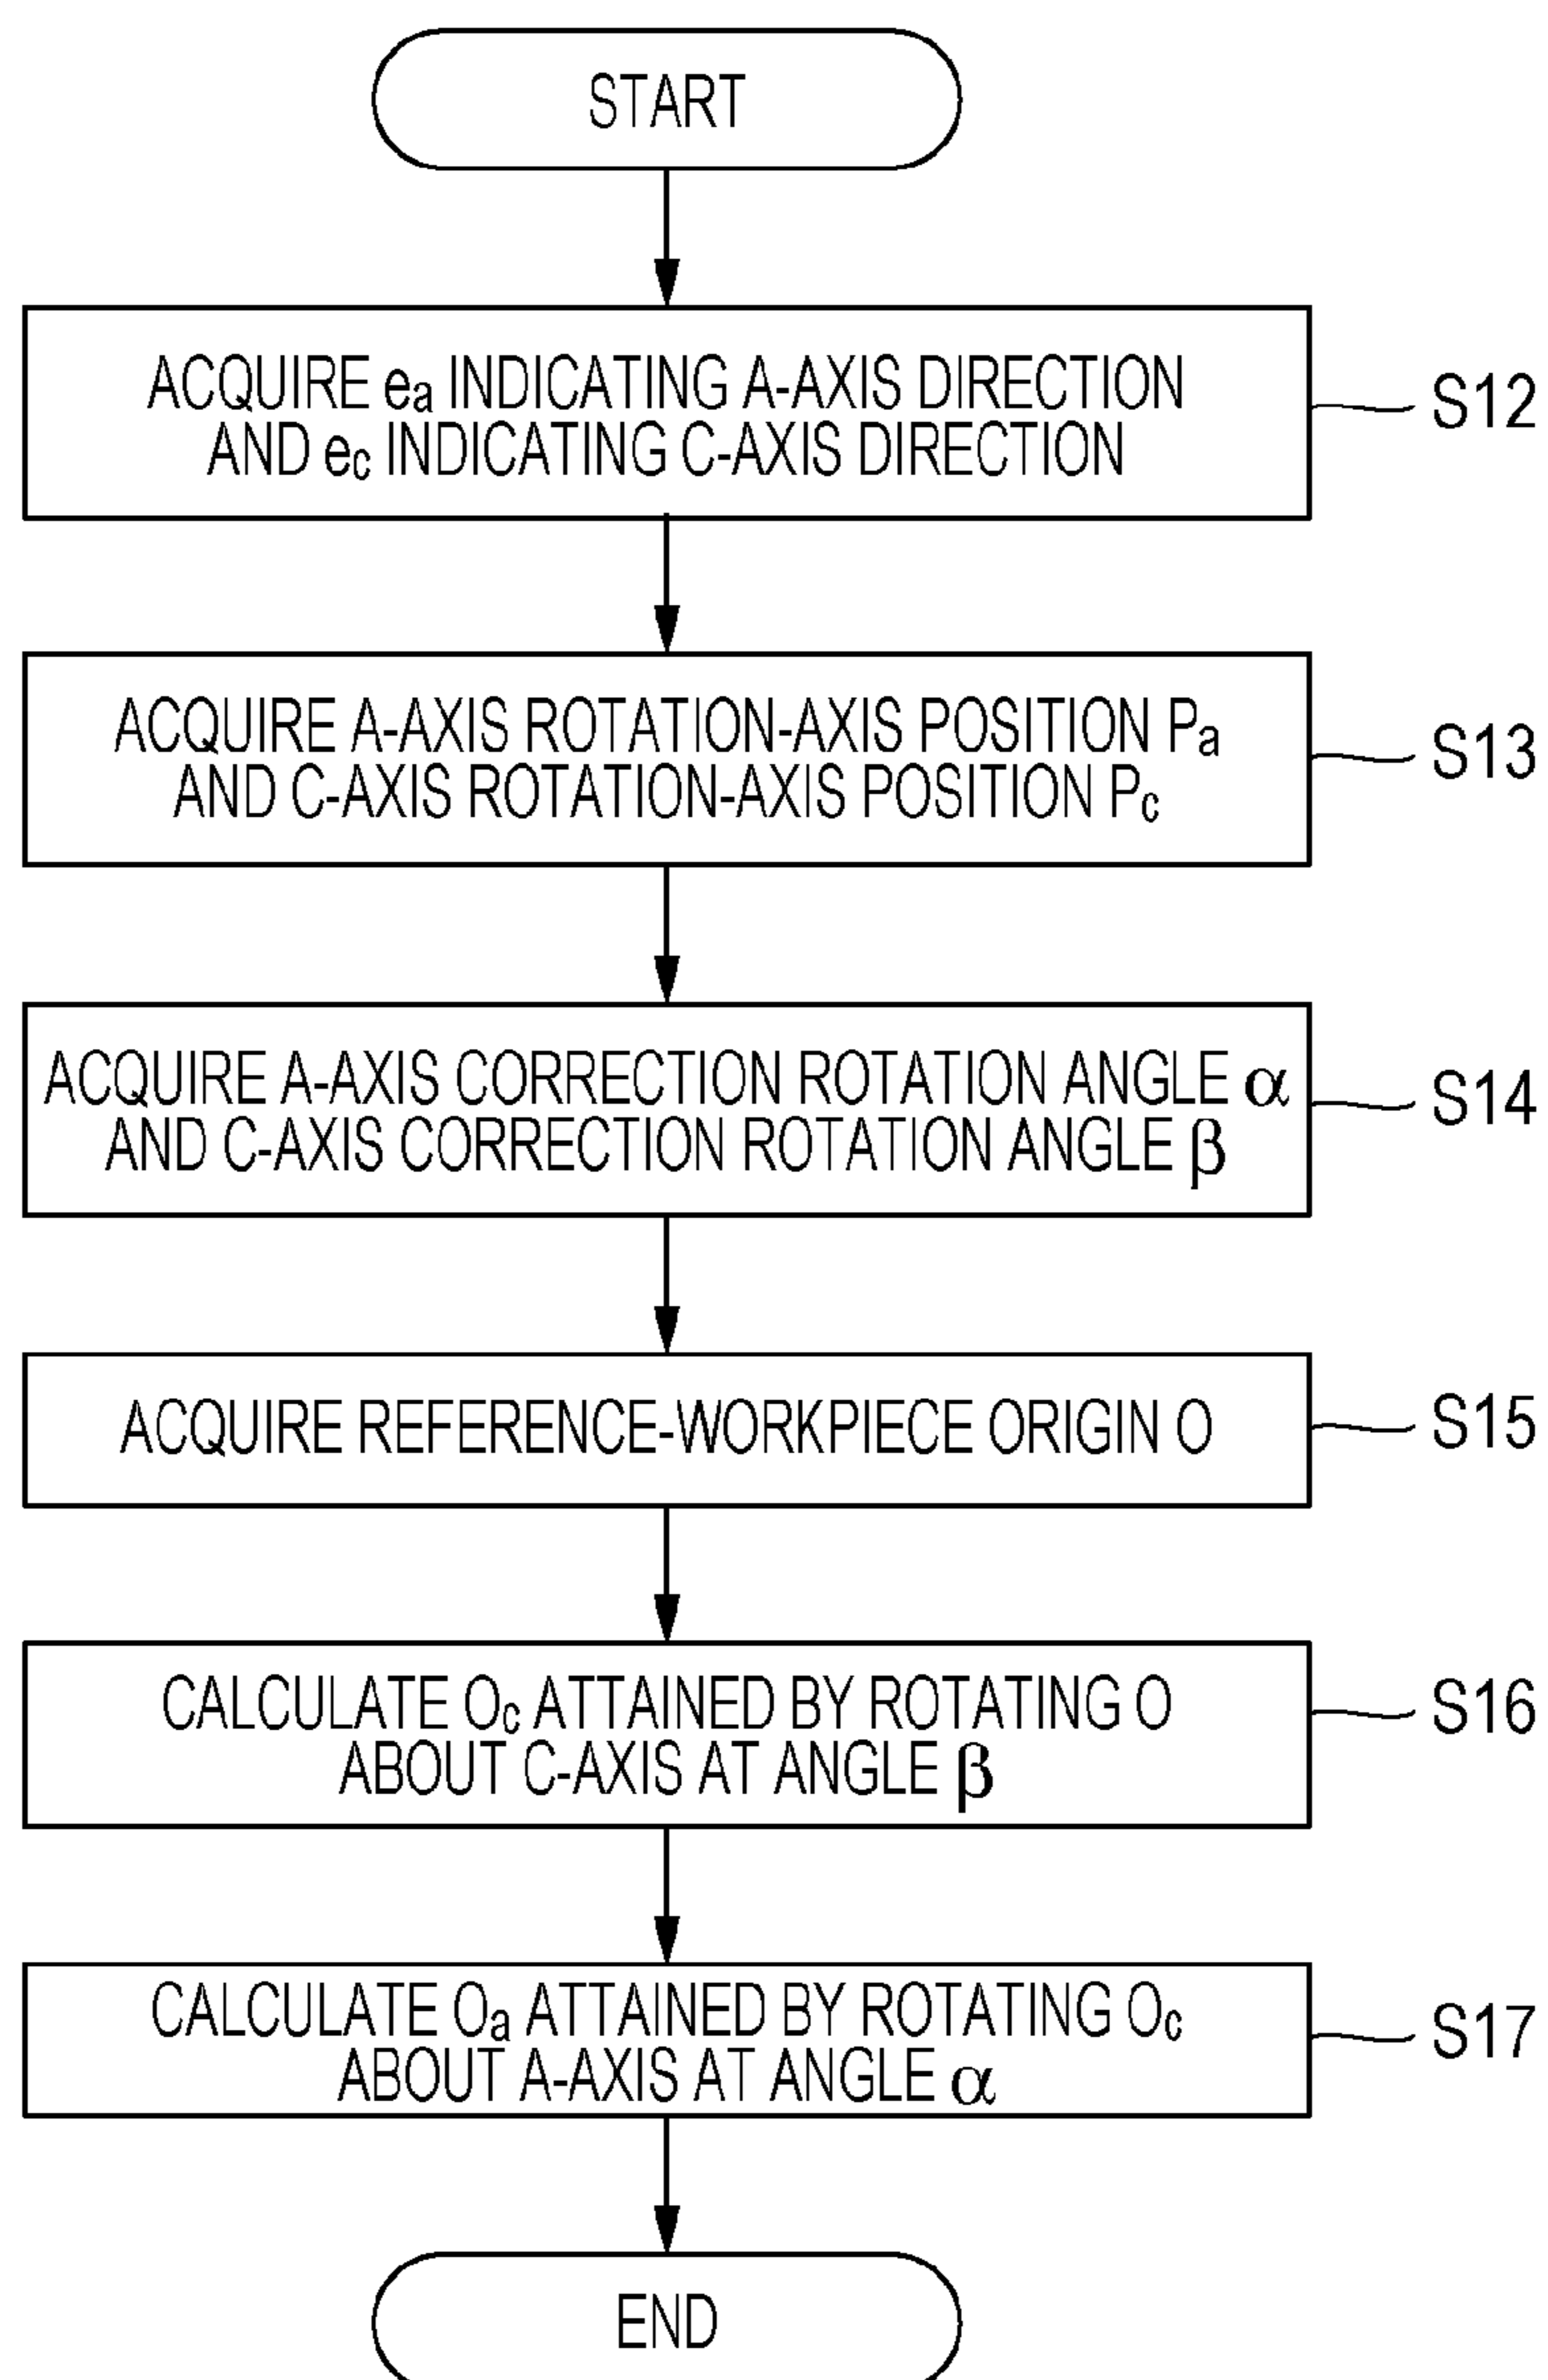 START
ACQUIRE ea INDICATING A-AXIS DIRECTION
AND ec INDICATING C-AXIS DIRECTION
S12
ACQUIRE A-AXIS ROTATION-AXIS POSITION Pa
AND C-AXIS ROTATION-AXIS POSITION Pc
S13
ACQUIRE A-AXIS CORRECTION ROTATION ANGLE α
AND C-AXIS CORRECTION ROTATION ANGLE β
S14
ACQUIRE REFERENCE-WORKPIECE ORIGIN O
S15
CALCULATE Oc ATTAINED BY ROTATING O
ABOUT C-AXIS AT ANGLE β
S16
CALCULATE Oa ATTAINED BY ROTATING Oc
ABOUT A-AXIS AT ANGLE α
S17
END